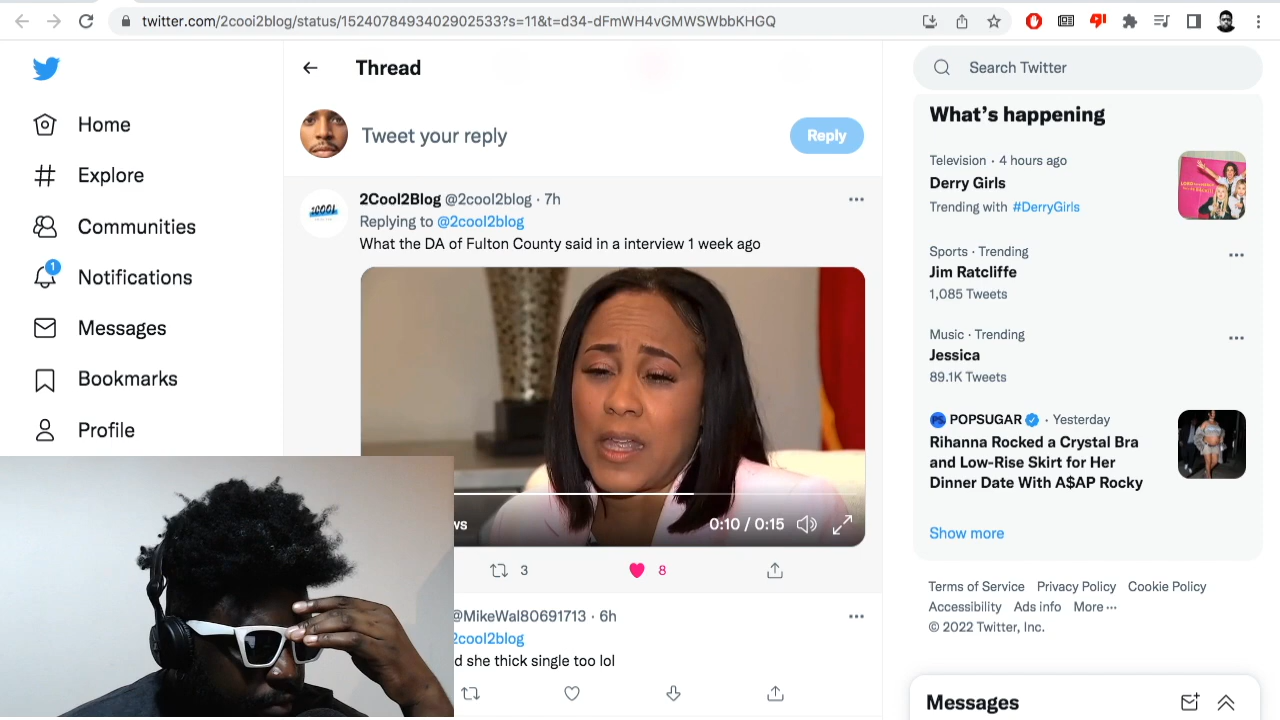 twitter.com/2cooi2blog/status/1524078493402902533?s=11&t=d34-dFmWH4vGMWSWbbKHGQ
Home
Explore
Communities
1
Notifications
Messages
Bookmarks
Profile
Thread
Tweet your reply
Reply
2COOL
2Cool2Blog @2cool2blog · 7h
Replying to @2cool2blog
What the DA of Fulton County said in a interview 1 week ago
ws
0:10 / 0:15
3
8
@MikeWal80691713 · 6h
2cool2blog
d she thick single too lol
Search Twitter
What’s happening
Television · 4 hours ago
Derry Girls
Trending with #DerryGirls
Sports · Trending
Jim Ratcliffe
1,085 Tweets
Music · Trending
Jessica
89.1K Tweets
PS POPSUGAR · Yesterday
Rihanna Rocked a Crystal Bra
and Low-Rise Skirt for Her
Dinner Date With A$AP Rocky
Show more
Terms of Service Privacy Policy Cookie Policy
Accessibility Ads info More ···
© 2022 Twitter, Inc.
Messages